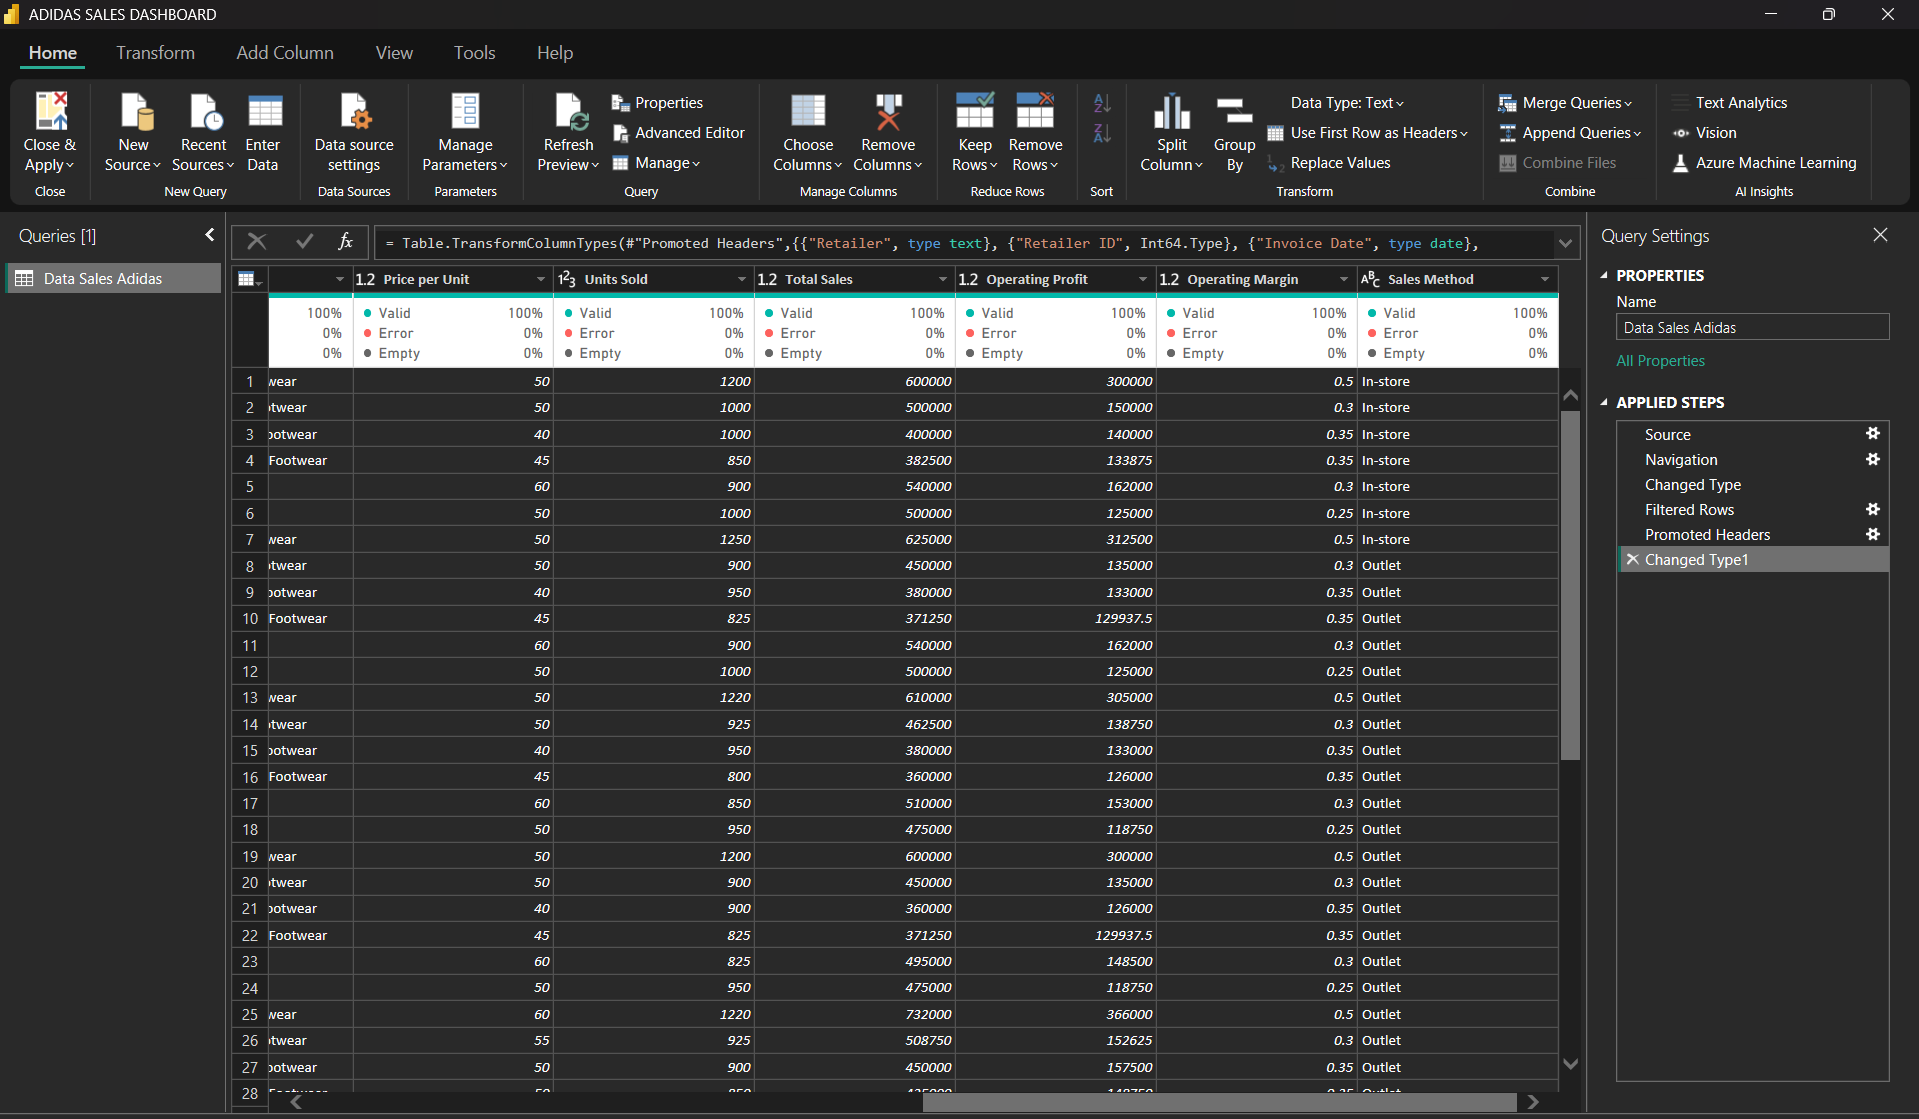 ADIDAS SALES DASHBOARD
Home Transform Add Column View Tools Help
Close & Apply
Close
New Source
Recent Sources
Enter Data
New Query
Data source settings
Data Sources
Manage Parameters
Parameters
Refresh Preview
Properties
Advanced Editor
Manage
Query
Choose Columns
Remove Columns
Manage Columns
Keep Rows
Remove Rows
Reduce Rows
Sort
Split Column
Group By
Data Type: Text
Use First Row as Headers
Replace Values
Transform
Merge Queries
Append Queries
Combine Files
Combine
Text Analytics
Vision
Azure Machine Learning
AI Insights
Queries [1]
Data Sales Adidas
fx = Table.TransformColumnTypes(#"Promoted Headers",{{"Retailer", type text}, {"Retailer ID", Int64.Type}, {"Invoice Date", type date},
1.2 Price per Unit 123 Units Sold 1.2 Total Sales 1.2 Operating Profit 1.2 Operating Margin ABC Sales Method
100% Valid 100% Valid 100% Valid 100% Valid 100% Valid 100% Valid 100%
0% Error 0% Error 0% Error 0% Error 0% Error 0% Error 0%
0% Empty 0% Empty 0% Empty 0% Empty 0% Empty 0% Empty 0%
1 wear 50 1200 600000 300000 0.5 In-store
2 twear 50 1000 500000 150000 0.3 In-store
3 ootwear 40 1000 400000 140000 0.35 In-store
4 Footwear 45 850 382500 133875 0.35 In-store
5 60 900 540000 162000 0.3 In-store
6 50 1000 500000 125000 0.25 In-store
7 wear 50 1250 625000 312500 0.5 In-store
8 twear 50 900 450000 135000 0.3 Outlet
9 ootwear 40 950 380000 133000 0.35 Outlet
10 Footwear 45 825 371250 129937.5 0.35 Outlet
11 60 900 540000 162000 0.3 Outlet
12 50 1000 500000 125000 0.25 Outlet
13 wear 50 1220 610000 305000 0.5 Outlet
14 twear 50 925 462500 138750 0.3 Outlet
15 ootwear 40 950 380000 133000 0.35 Outlet
16 Footwear 45 800 360000 126000 0.35 Outlet
17 60 850 510000 153000 0.3 Outlet
18 50 950 475000 118750 0.25 Outlet
19 wear 50 1200 600000 300000 0.5 Outlet
20 twear 50 900 450000 135000 0.3 Outlet
21 ootwear 40 900 360000 126000 0.35 Outlet
22 Footwear 45 825 371250 129937.5 0.35 Outlet
23 60 825 495000 148500 0.3 Outlet
24 50 950 475000 118750 0.25 Outlet
25 wear 60 1220 732000 366000 0.5 Outlet
26 twear 55 925 508750 152625 0.3 Outlet
27 ootwear 50 900 450000 157500 0.35 Outlet
28
Query Settings
PROPERTIES
Name
Data Sales Adidas
All Properties
APPLIED STEPS
Source
Navigation
Changed Type
Filtered Rows
Promoted Headers
Changed Type1